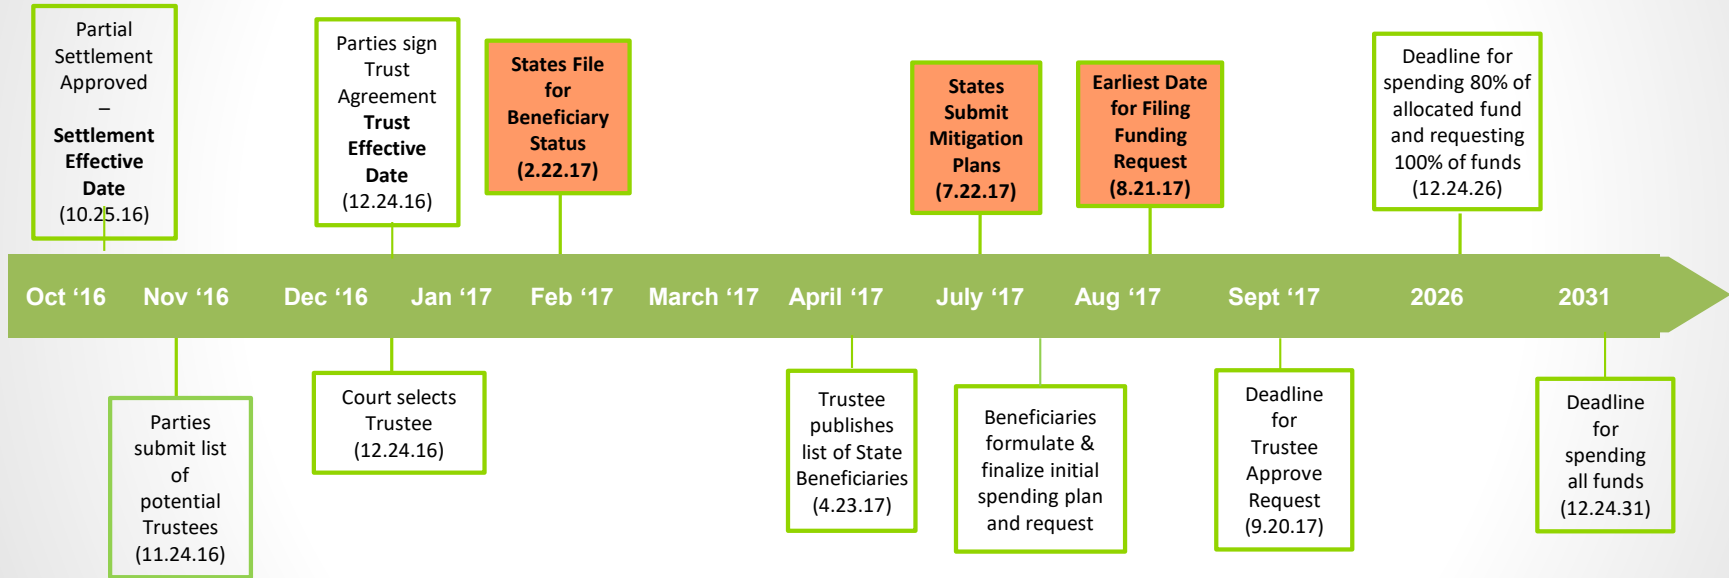 Partial
Settlement
Approved
–
Settlement
Effective
Date
(10.25.16)
Parties sign
Trust
Agreement
Trust
Effective
Date
(12.24.16)
States File
for
Beneficiary
Status
(2.22.17)
States
Submit
Mitigation
Plans
(7.22.17)
Earliest Date
for Filing
Funding
Request
(8.21.17)
Deadline for
spending 80% of
allocated fund
and requesting
100% of funds
(12.24.26)
Oct ‘16 Nov ‘16 Dec ‘16 Jan ‘17 Feb ‘17 March ‘17 April ‘17 July ‘17 Aug ‘17 Sept ‘17 2026 2031
Parties
submit list
of
potential
Trustees
(11.24.16)
Court selects
Trustee
(12.24.16)
Trustee
publishes
list of State
Beneficiaries
(4.23.17)
Beneficiaries
formulate &
finalize initial
spending plan
and request
Deadline
for
Trustee
Approve
Request
(9.20.17)
Deadline
for
spending
all funds
(12.24.31)